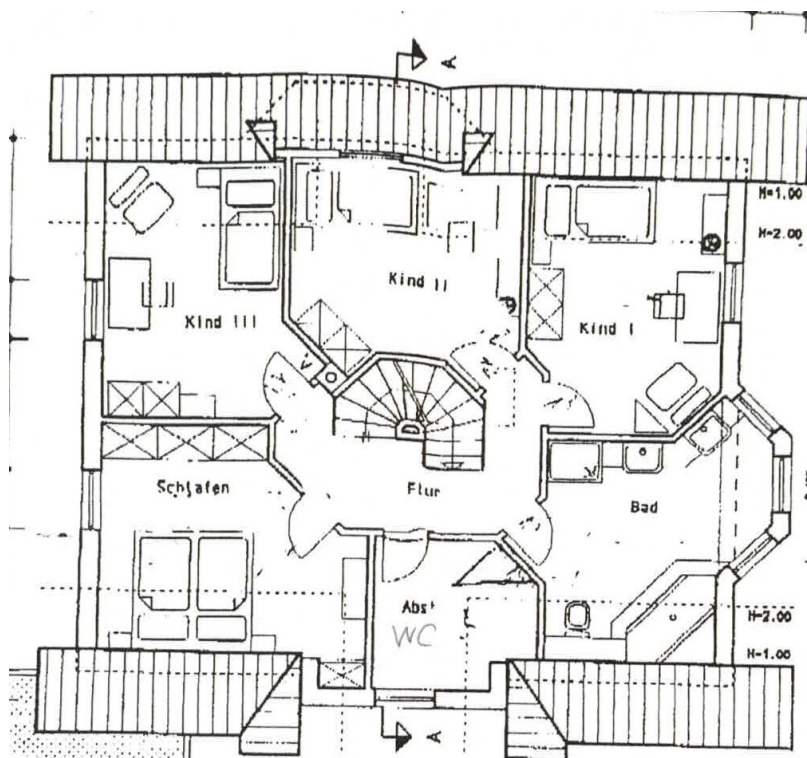 A
M=1.00
M=2.00
Kind II
Kind III
Kind I
Schlafen
Flur
Bad
Abst
WC
H=2.00
H=1.00
A